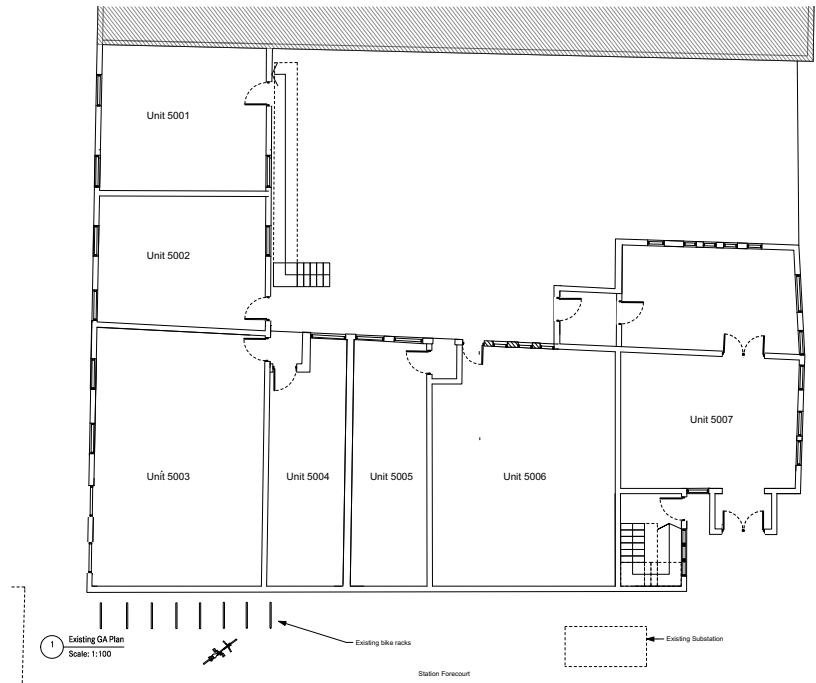 Unit 5001
Unit 5002
Unit 5007
Unit 5003
Unit 5004
Unit 5005
Unit 5006
1
Existing GA Plan
Scale: 1:100
Existing bike racks
Existing Substation
Station Forecourt